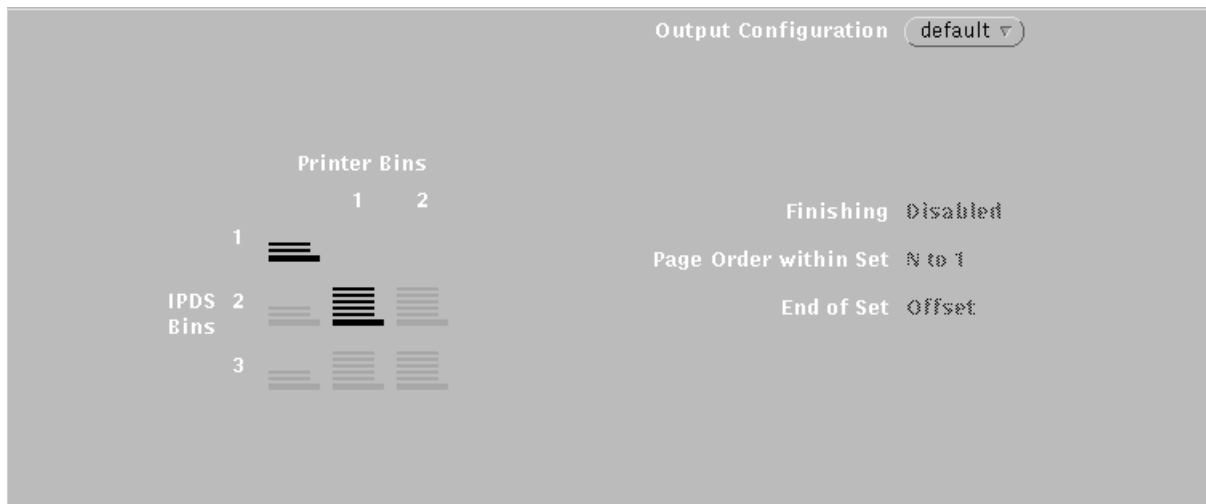 Output Configuration default
Printer Bins
1 2
1
IPDS 2
Bins
3
Finishing Disabled
Page Order within Set N to 1
End of Set Offset